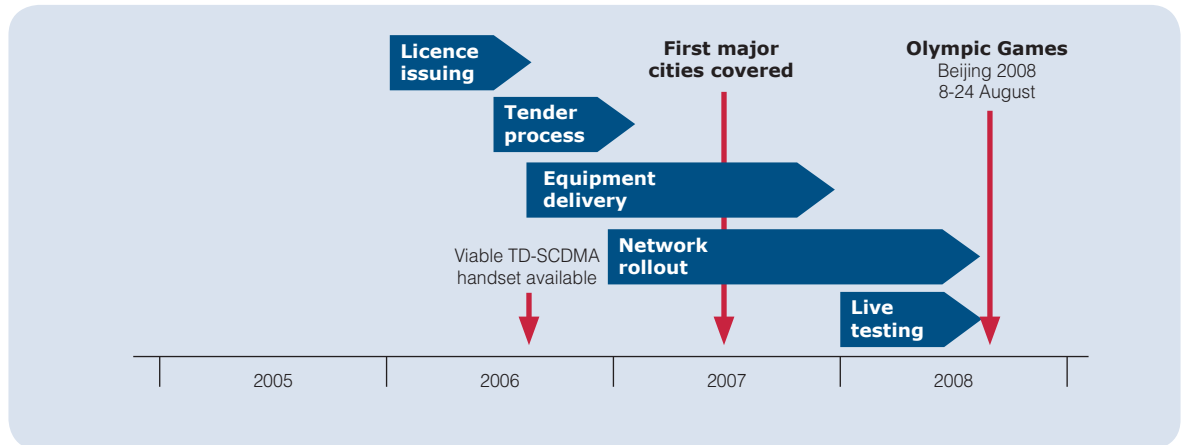 Licence
issuing
First major
cities covered
Olympic Games
Beijing 2008
8-24 August
Tender
process
Equipment
delivery
Network
rollout
Viable TD-SCDMA
handset available
Live
testing
2005
2006
2007
2008